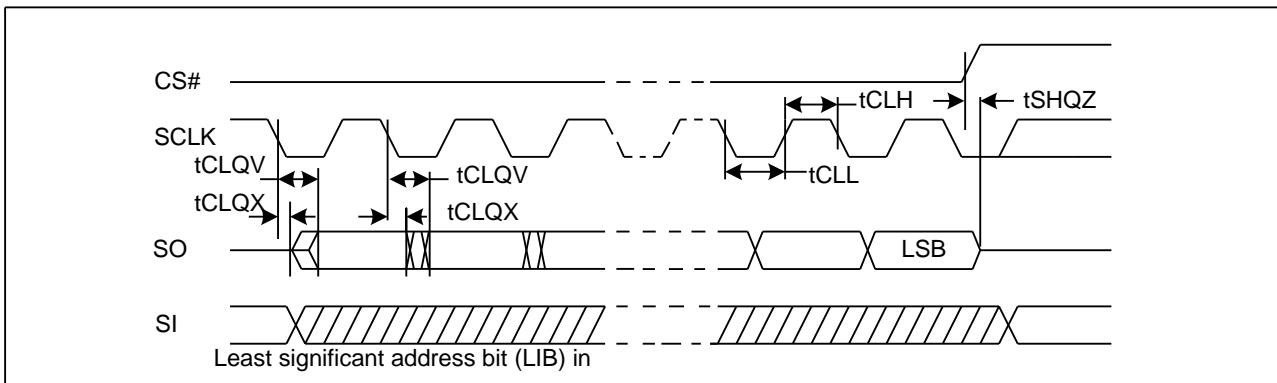 CS#
tCLH
tSHQZ
SCLK
tCLQV
tCLQV
tCLL
tCLQX
tCLQX
SO
LSB
SI
Least significant address bit (LIB) in